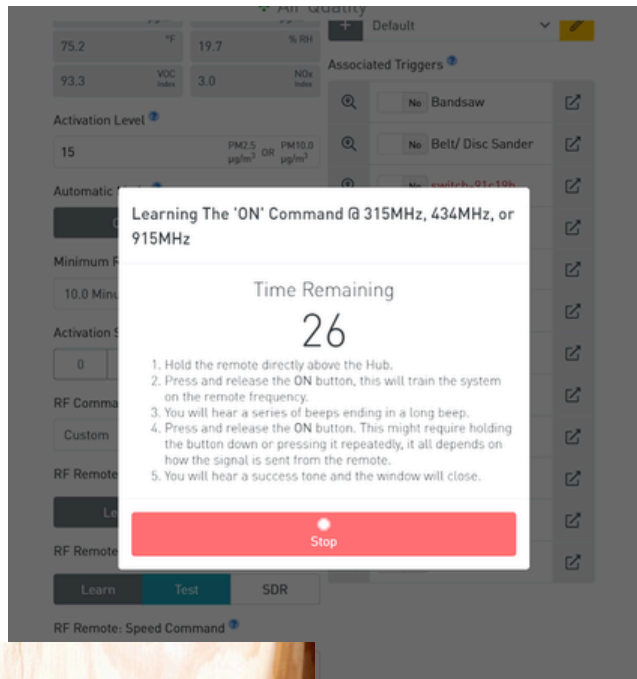 Air Quality
75.2 °F 19.7 % RH
Default
93.3 VOC Index 3.0 NOx Index
Associated Triggers
Activation Level
No Bandsaw
15 PM2.5 µg/m³ OR PM10.0 µg/m³
No Belt/ Disc Sander
Automatic
No switch-91c19b
Learning The 'ON' Command @ 315MHz, 434MHz, or
915MHz
Minimum
10.0 Minu
Time Remaining
26
Activation S
0
1. Hold the remote directly above the Hub.
2. Press and release the ON button, this will train the system
on the remote frequency.
3. You will hear a series of beeps ending in a long beep.
4. Press and release the ON button. This might require holding
the button down or pressing it repeatedly, it all depends on
how the signal is sent from the remote.
5. You will hear a success tone and the window will close.
RF Comma
Custom
RF Remote
Le
Stop
RF Remote
Learn Test SDR
RF Remote: Speed Command